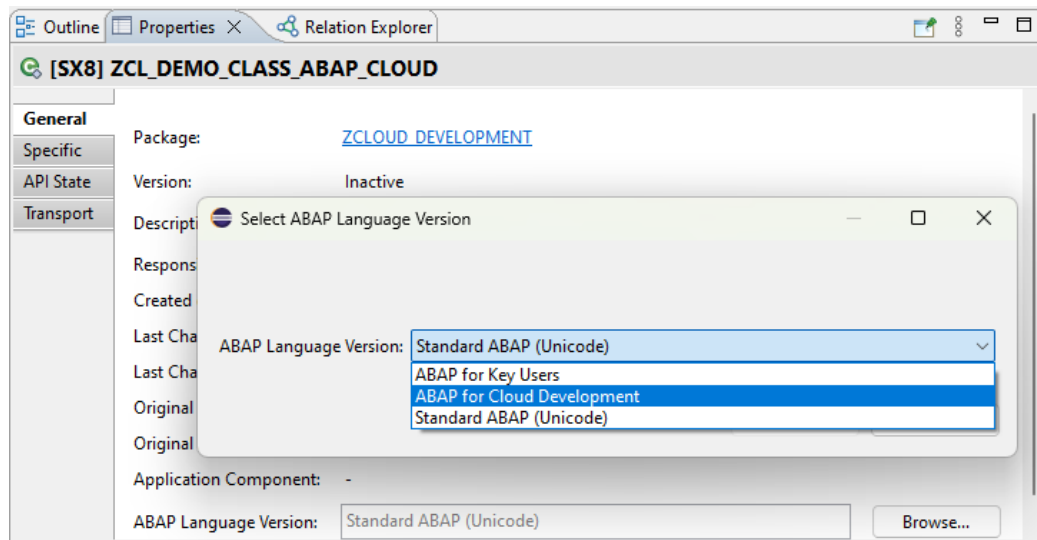 Outline Properties Relation Explorer
[SX8] ZCL_DEMO_CLASS_ABAP_CLOUD
General
Specific
API State
Transport
Package: ZCLOUD_DEVELOPMENT
Version: Inactive
Descripti
Respons
Created
Last Cha
Last Cha
Original
Original
Select ABAP Language Version
ABAP Language Version: Standard ABAP (Unicode)
ABAP for Key Users
ABAP for Cloud Development
Standard ABAP (Unicode)
Application Component: -
ABAP Language Version: Standard ABAP (Unicode) Browse...